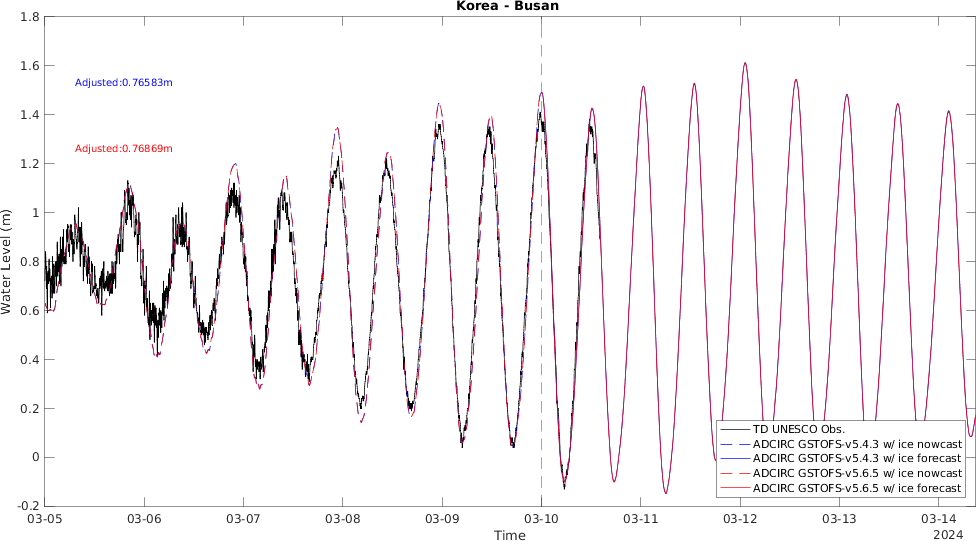 Korea - Busan
1.8
1.6
1.4
1.2
1
0.8
0.6
0.4
0.2
0
-0.2
Water Level (m)
Adjusted:0.76583m
Adjusted:0.76869m
TD UNESCO Obs.
ADCIRC GSTOFS-v5.4.3 w/ ice nowcast
ADCIRC GSTOFS-v5.4.3 w/ ice forecast
ADCIRC GSTOFS-v5.6.5 w/ ice nowcast
ADCIRC GSTOFS-v5.6.5 w/ ice forecast
03-05 03-06 03-07 03-08 03-09 03-10 03-11 03-12 03-13 03-14
2024
Time